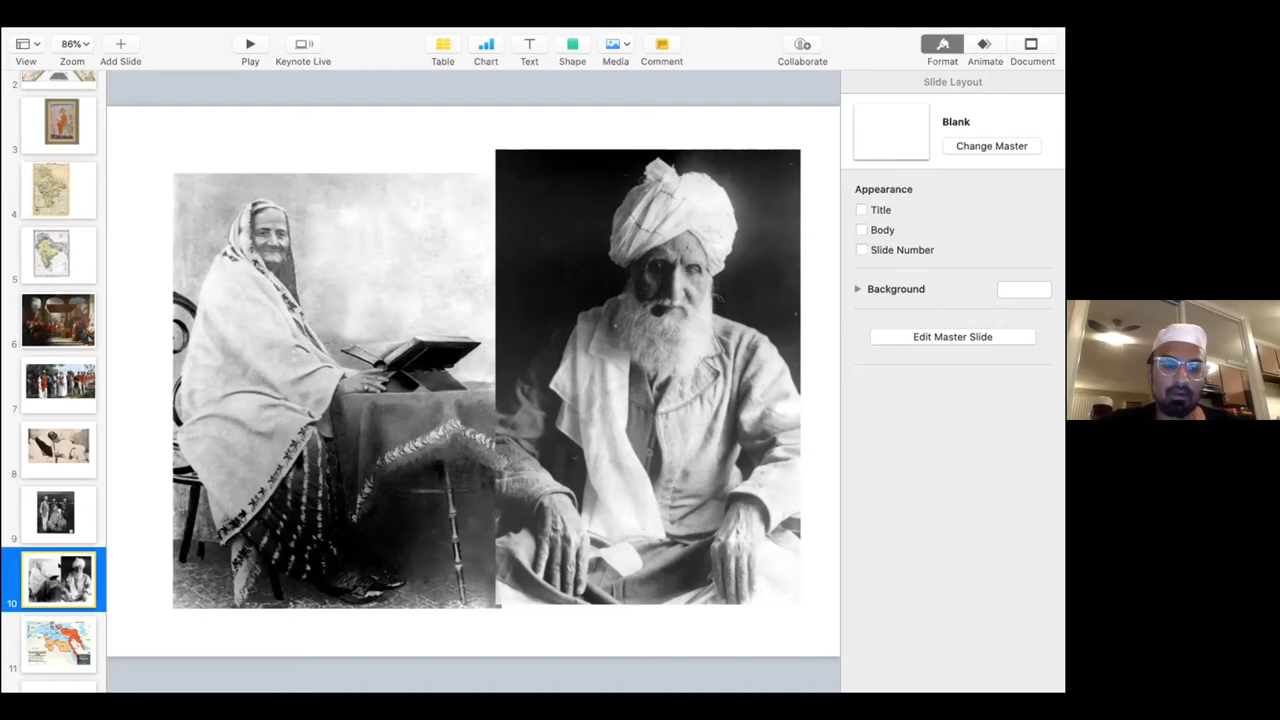 86%
View
Zoom
Add Slide
Play
Keynote Live
Table
Chart
Text
Shape
Media
Comment
Collaborate
Format
Animate
Document
Slide Layout
Blank
Change Master
Appearance
Title
Body
Slide Number
Background
Edit Master Slide
2
3
4
5
6
7
8
9
10
11